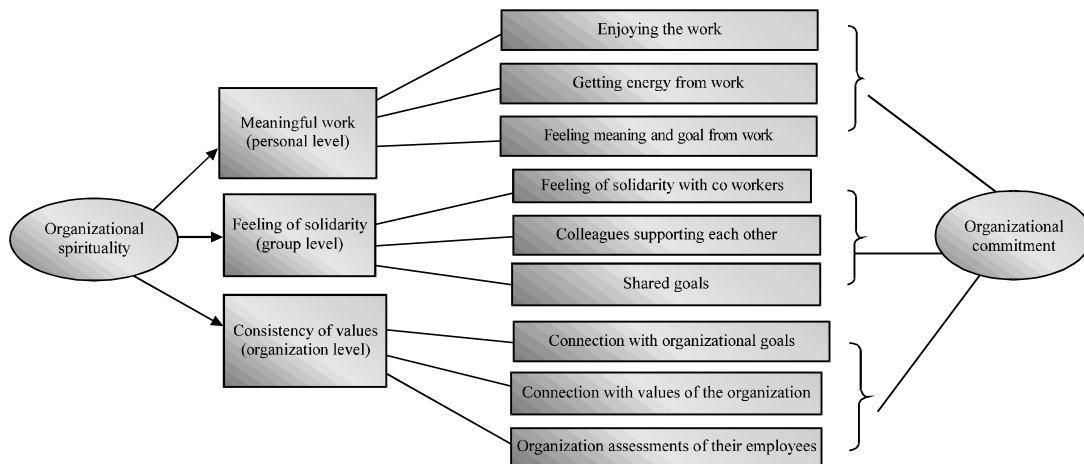 Enjoying the work
Getting energy from work
Meaningful work
(personal level)
Feeling meaning and goal from work
Feeling of solidarity with co workers
Organizational
spirituality
Feeling of solidarity
(group level)
Colleagues supporting each other
Organizational
commitment
Shared goals
Consistency of values
(organization level)
Connection with organizational goals
Connection with values of the organization
Organization assessments of their employees